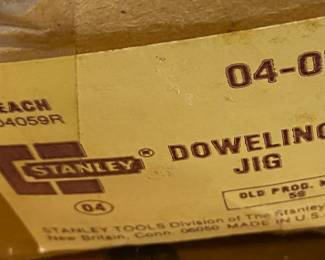 04-0
EACH
04059R
STANLEY ®
DOWELING
JIG
04
OLD PROD. N
59
STANLEY TOOLS Division of The Stanley
New Britain, Conn. 06050 MADE IN U.S.A.